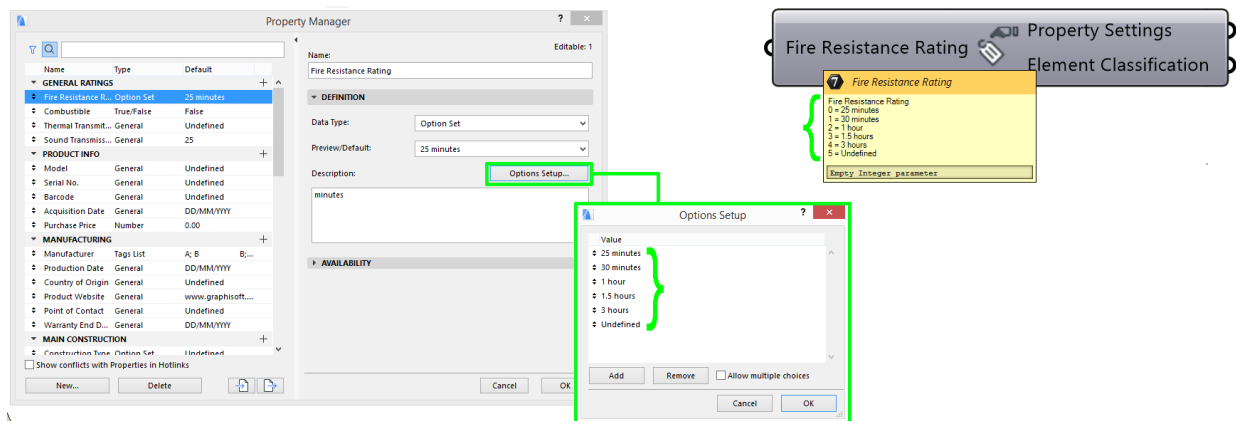 Property Manager
?
Editable: 1
Name Type Default
GENERAL RATINGS
Fire Resistance R... Option Set 25 minutes
Combustible True/False False
Thermal Transmit... General Undefined
Sound Transmiss... General 25
PRODUCT INFO
Model General Undefined
Serial No. General Undefined
Barcode General Undefined
Acquisition Date General DD/MM/YYYY
Purchase Price Number 0.00
MANUFACTURING
Manufacturer Tags List A; B B;...
Production Date General DD/MM/YYYY
Country of Origin General Undefined
Product Website General www.graphisoft....
Point of Contact General Undefined
Warranty End D... General DD/MM/YYYY
MAIN CONSTRUCTION
Construction Type Option Set Undefined
Show conflicts with Properties in Hotlinks
New... Delete
Name:
Fire Resistance Rating
DEFINITION
Data Type: Option Set
Preview/Default: 25 minutes
Description: Options Setup...
minutes
AVAILABILITY
Cancel OK
Options Setup
?
Value
25 minutes
30 minutes
1 hour
1.5 hours
3 hours
Undefined
Add Remove Allow multiple choices
Cancel OK
Fire Resistance Rating
Property Settings
Element Classification
7 Fire Resistance Rating
Fire Resistance Rating
0 = 25 minutes
1 = 30 minutes
2 = 1 hour
3 = 1.5 hours
4 = 3 hours
5 = Undefined
Empty Integer parameter
\